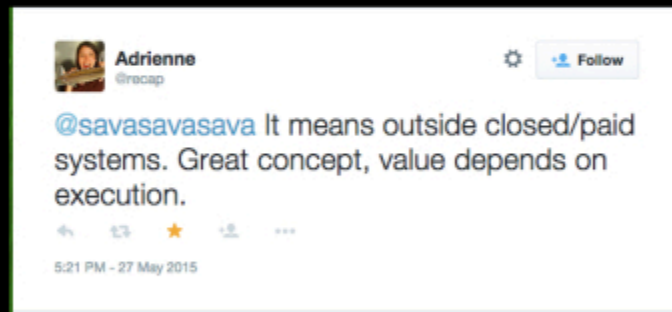 Adrienne
@recap
Follow
@savasavasava It means outside closed/paid
systems. Great concept, value depends on
execution.
5:21 PM - 27 May 2015